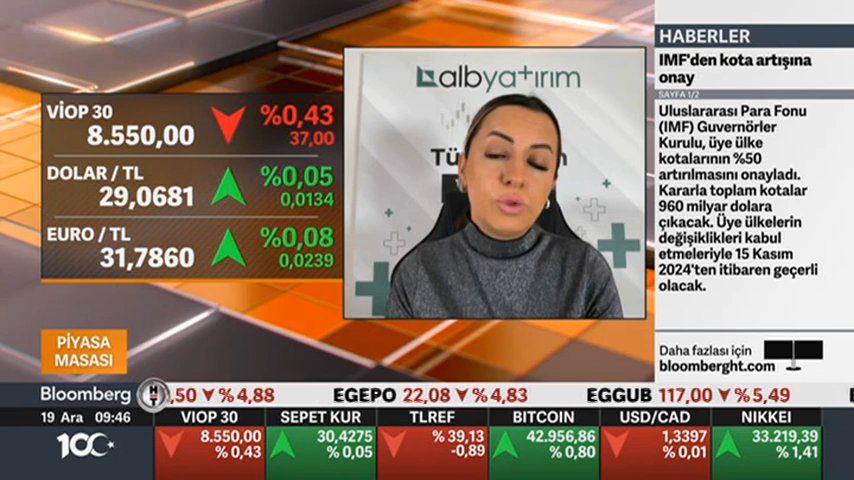 VİOP 30
8.550,00
%0,43
37,00
DOLAR / TL
29,0681
%0,05
0,0134
EURO / TL
31,7860
%0,08
0,0239
albyatırım
PİYASA
MASASI
HABERLER
IMF'den kota artışına
onay
SAYFA 1/2
Uluslararası Para Fonu
(IMF) Guvernörler
Kurulu, üye ülke
kotalarının %50
artırılmasını onayladı.
Kararla toplam kotalar
960 milyar dolara
çıkacak. Üye ülkelerin
değişiklikleri kabul
etmeleriyle 15 Kasım
2024'ten itibaren geçerli
olacak.
Daha fazlası için
bloomberght.com
Bloomberg HT
,50 %4,88 EGEPO 22,08 %4,83 EGGUB 117,00 %5,49
19 Ara 09:46
100
VIOP 30
8.550,00
% 0,43
SEPET KUR
30,4275
% 0,05
TLREF
% 39,13
-0,89
BITCOIN
42.956,86
% 0,80
USD/CAD
1,3397
% 0,01
NIKKEI
33.219,39
% 1,41